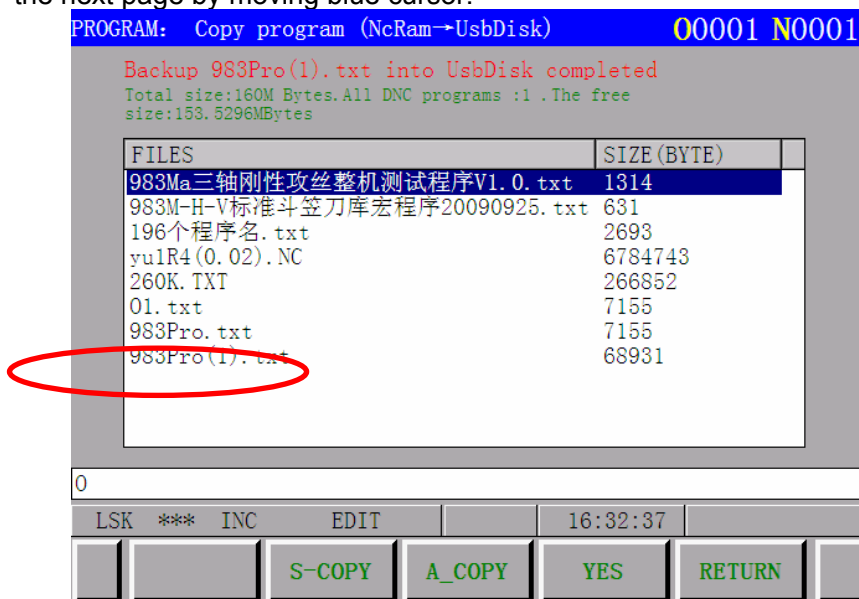 the next page by moving blue cursor.
PROGRAM: Copy program (NcRam→UsbDisk) O0001 N0001
Backup 983Pro(1).txt into UsbDisk completed
Total size:160M Bytes.All DNC programs :1 .The free
size:153.5296MBytes
FILES SIZE(BYTE)
983Ma三轴刚性攻丝整机测试程序V1.0.txt 1314
983M-H-V标准斗笠刀库宏程序20090925.txt 631
196个程序名.txt 2693
yu1R4(0.02).NC 6784743
260K.TXT 266852
01.txt 7155
983Pro.txt 7155
983Pro(1).txt 68931
O
LSK *** INC EDIT 16:32:37
S-COPY A_COPY YES RETURN